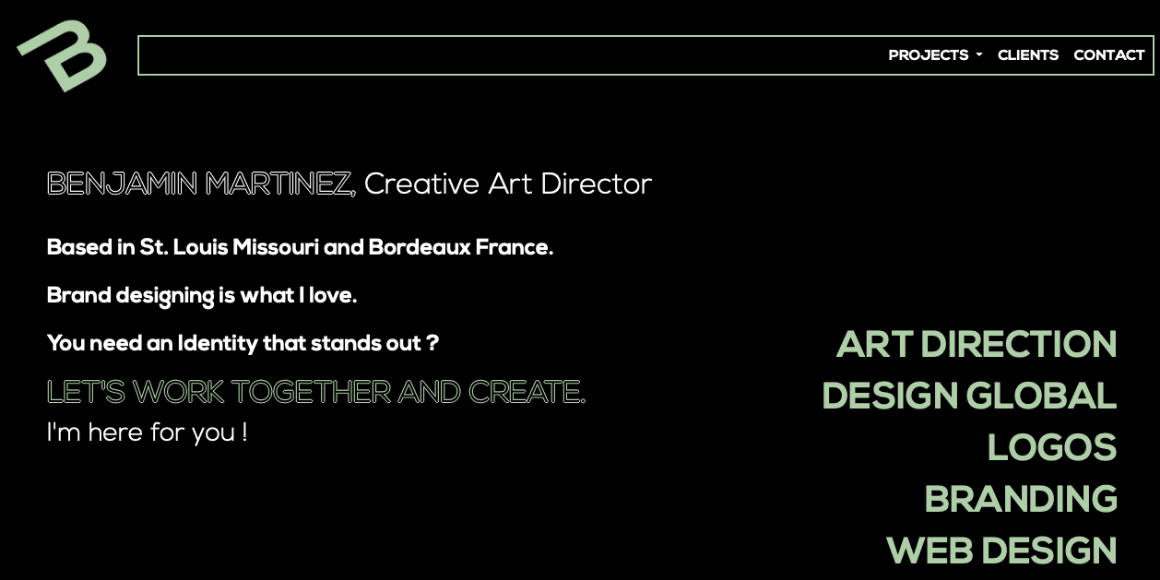 B
PROJECTS CLIENTS CONTACT
BENJAMIN MARTINEZ, Creative Art Director
Based in St. Louis Missouri and Bordeaux France.
Brand designing is what I love.
You need an Identity that stands out ?
LET'S WORK TOGETHER AND CREATE.
I'm here for you !
ART DIRECTION
DESIGN GLOBAL
LOGOS
BRANDING
WEB DESIGN